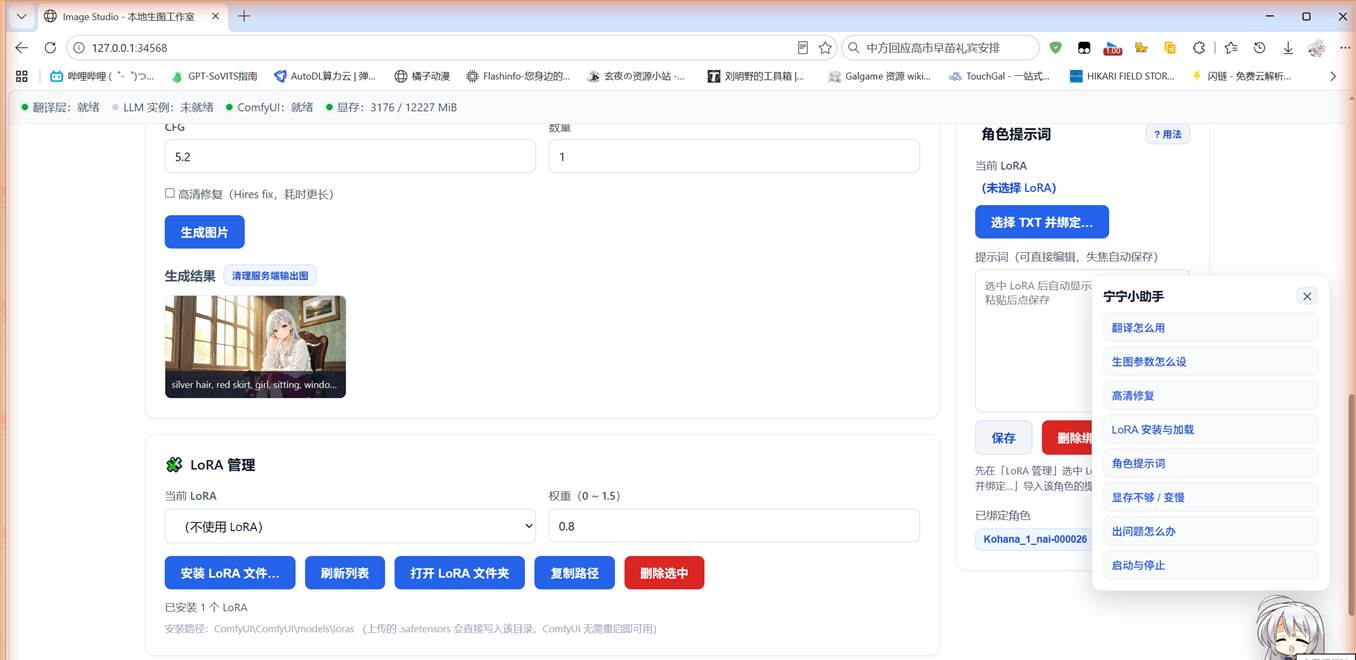 Image Studio - 本地生图工作室
127.0.0.1:34568
中方回应高市早苗礼宾安排
1.00
哔哩哔哩 (゜-゜)つ...
GPT-SoVITS指南
AutoDL算力云 | 弹...
橘子动漫
Flashinfo-您身边的...
玄夜の资源小站 -...
刘明野的工具箱 |...
Galgame 资源 wiki...
TouchGal - 一站式...
HIKARI FIELD STOR...
闪链 - 免费云解析...
翻译层：就绪
LLM 实例：未就绪
ComfyUI：就绪
显存：3176 / 12227 MiB
CFG
数量
5.2
1
高清修复（Hires fix，耗时更长）
生成图片
生成结果
清理服务端输出图
silver hair, red skirt, girl, sitting, windo...
LoRA 管理
当前 LoRA
权重（0 ~ 1.5）
（不使用 LoRA）
0.8
安装 LoRA 文件...
刷新列表
打开 LoRA 文件夹
复制路径
删除选中
已安装 1 个 LoRA
安装路径：ComfyUI\ComfyUI\models\loras （上传的 .safetensors 会直接写入该目录，ComfyUI 无需重启即可用）
角色提示词
? 用法
当前 LoRA
（未选择 LoRA）
选择 TXT 并绑定...
提示词（可直接编辑，失焦自动保存）
选中 LoRA 后自动显示
粘贴后点保存
保存
删除绑
先在「LoRA 管理」选中 Lo
并绑定...」导入该角色的提
已绑定角色
Kohana_1_nai-000026
宁宁小助手
翻译怎么用
生图参数怎么设
高清修复
LoRA 安装与加载
角色提示词
显存不够 / 变慢
出问题怎么办
启动与停止